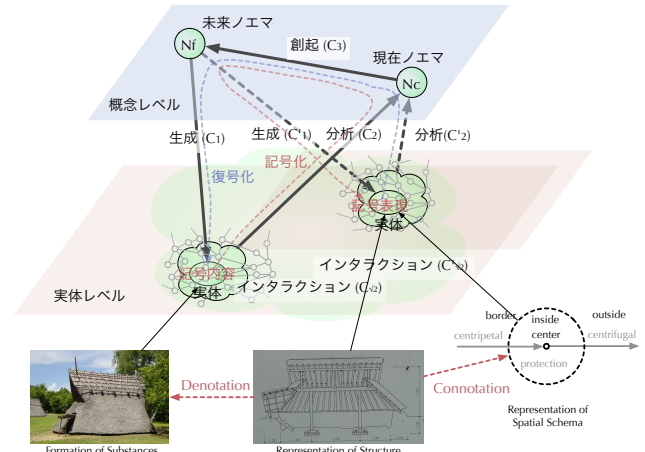 未来ノエマ
Nf
創起 (C3)
現在ノエマ
Nc
概念レベル
生成 (C1)
生成 (C'1)
分析 (C2)
分析(C'2)
記号化
復号化
記号表現
実体
記号内容
実体
インタラクション (C'√2)
インタラクション (C√2)
実体レベル
border
inside
outside
centripetal
center
centrifugal
protection
Denotation
Connotation
Representation of
Spatial Schema
Formation of Substances
Representation of Structure